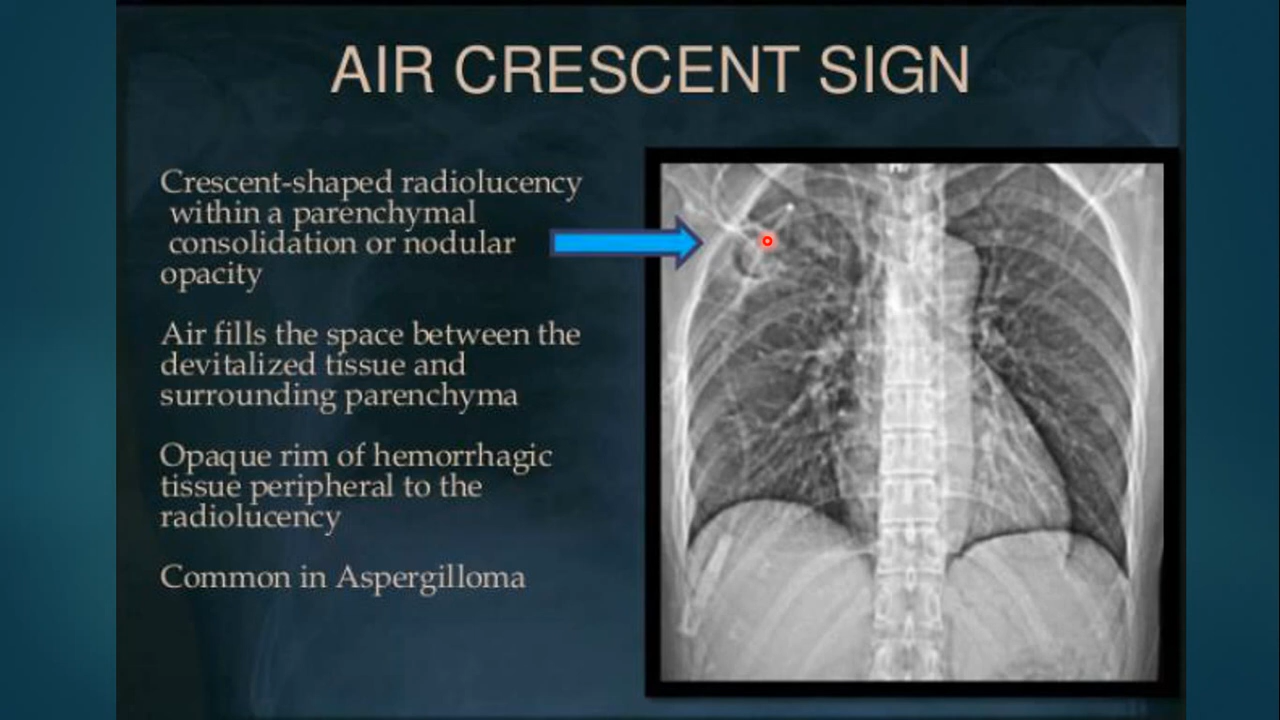 AIR CRESCENT SIGN
Crescent-shaped radiolucency
within a parenchymal
consolidation or nodular
opacity
Air fills the space between the
devitalized tissue and
surrounding parenchyma
Opaque rim of hemorrhagic
tissue peripheral to the
radiolucency
Common in Aspergilloma